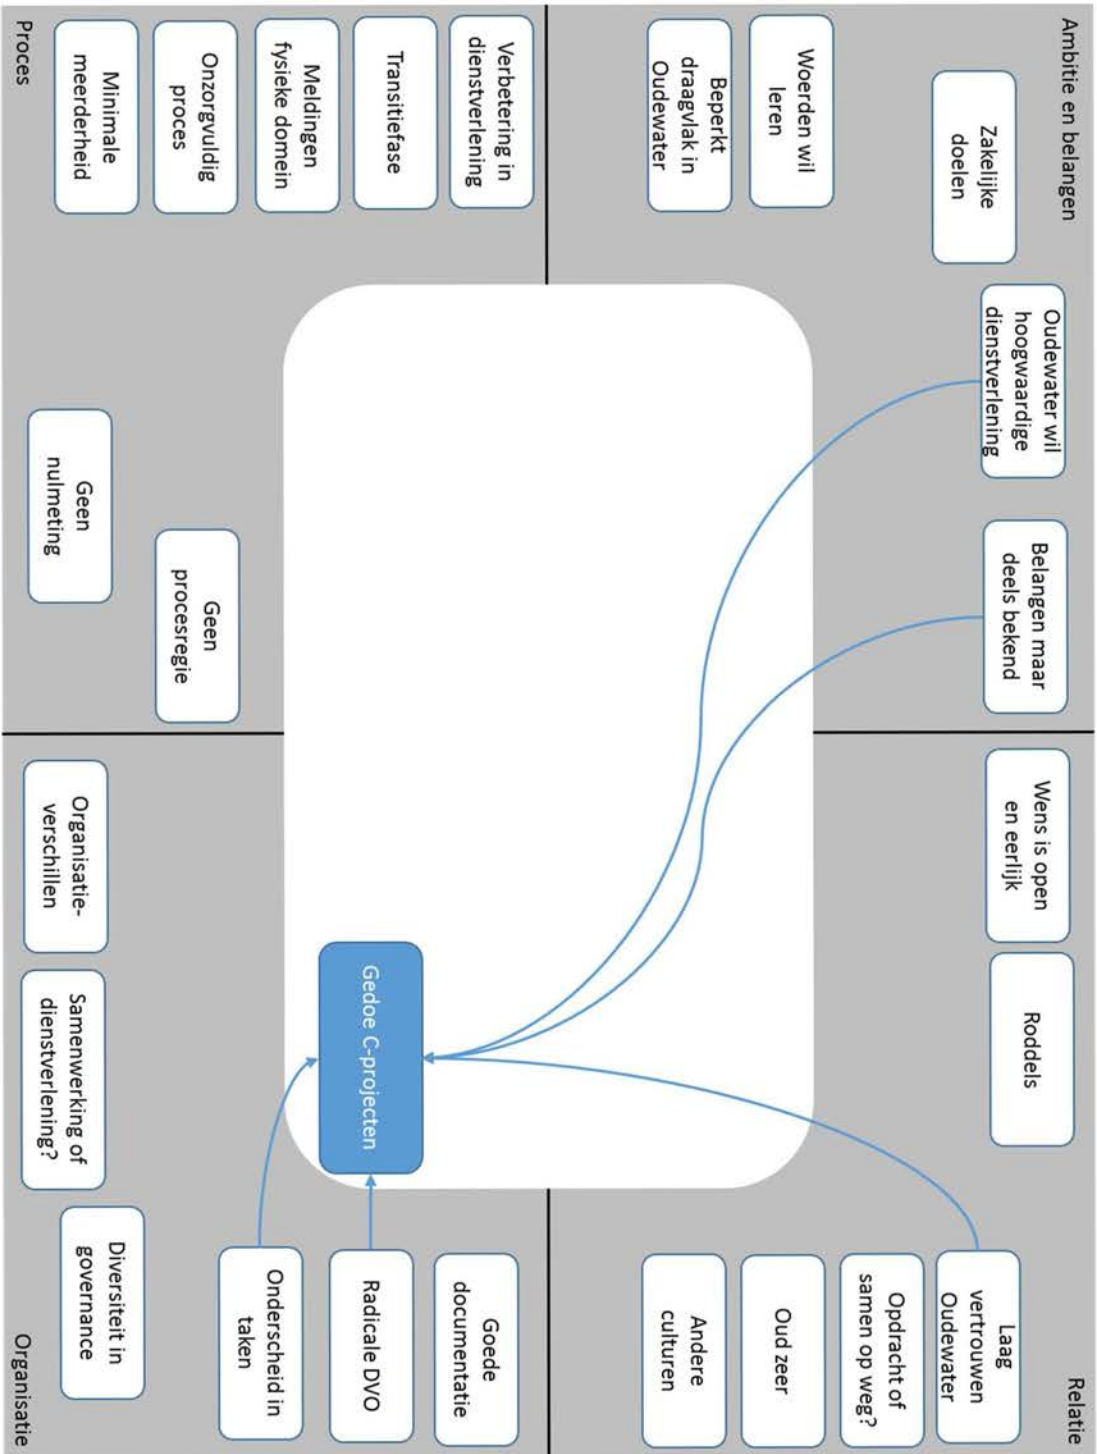 Ambitie en belangen
Zakelijke
doelen
Oudewater wil
hoogwaardige
dienstverlening
Belangen maar
deels bekend
Woerden wil
leren
Beperkt
draagvlak in
Oudewater
Relatie
Wens is open
en eerlijk
Roddels
Laag
vertrouwen
Oudewater
Opdracht of
samen op weg?
Oud zeer
Andere
culturen
Gedoe C-projecten
Verbetering in
dienstverlening
Transitiefase
Meldingen
fysieke domein
Onzorgvuldig
proces
Minimale
meerderheid
Geen
procesregie
Geen
nulmeting
Proces
Goede
documentatie
Radicale DVO
Onderscheid in
taken
Organisatie-
verschillen
Samenwerking of
dienstverlening?
Diversiteit in
governance
Organisatie